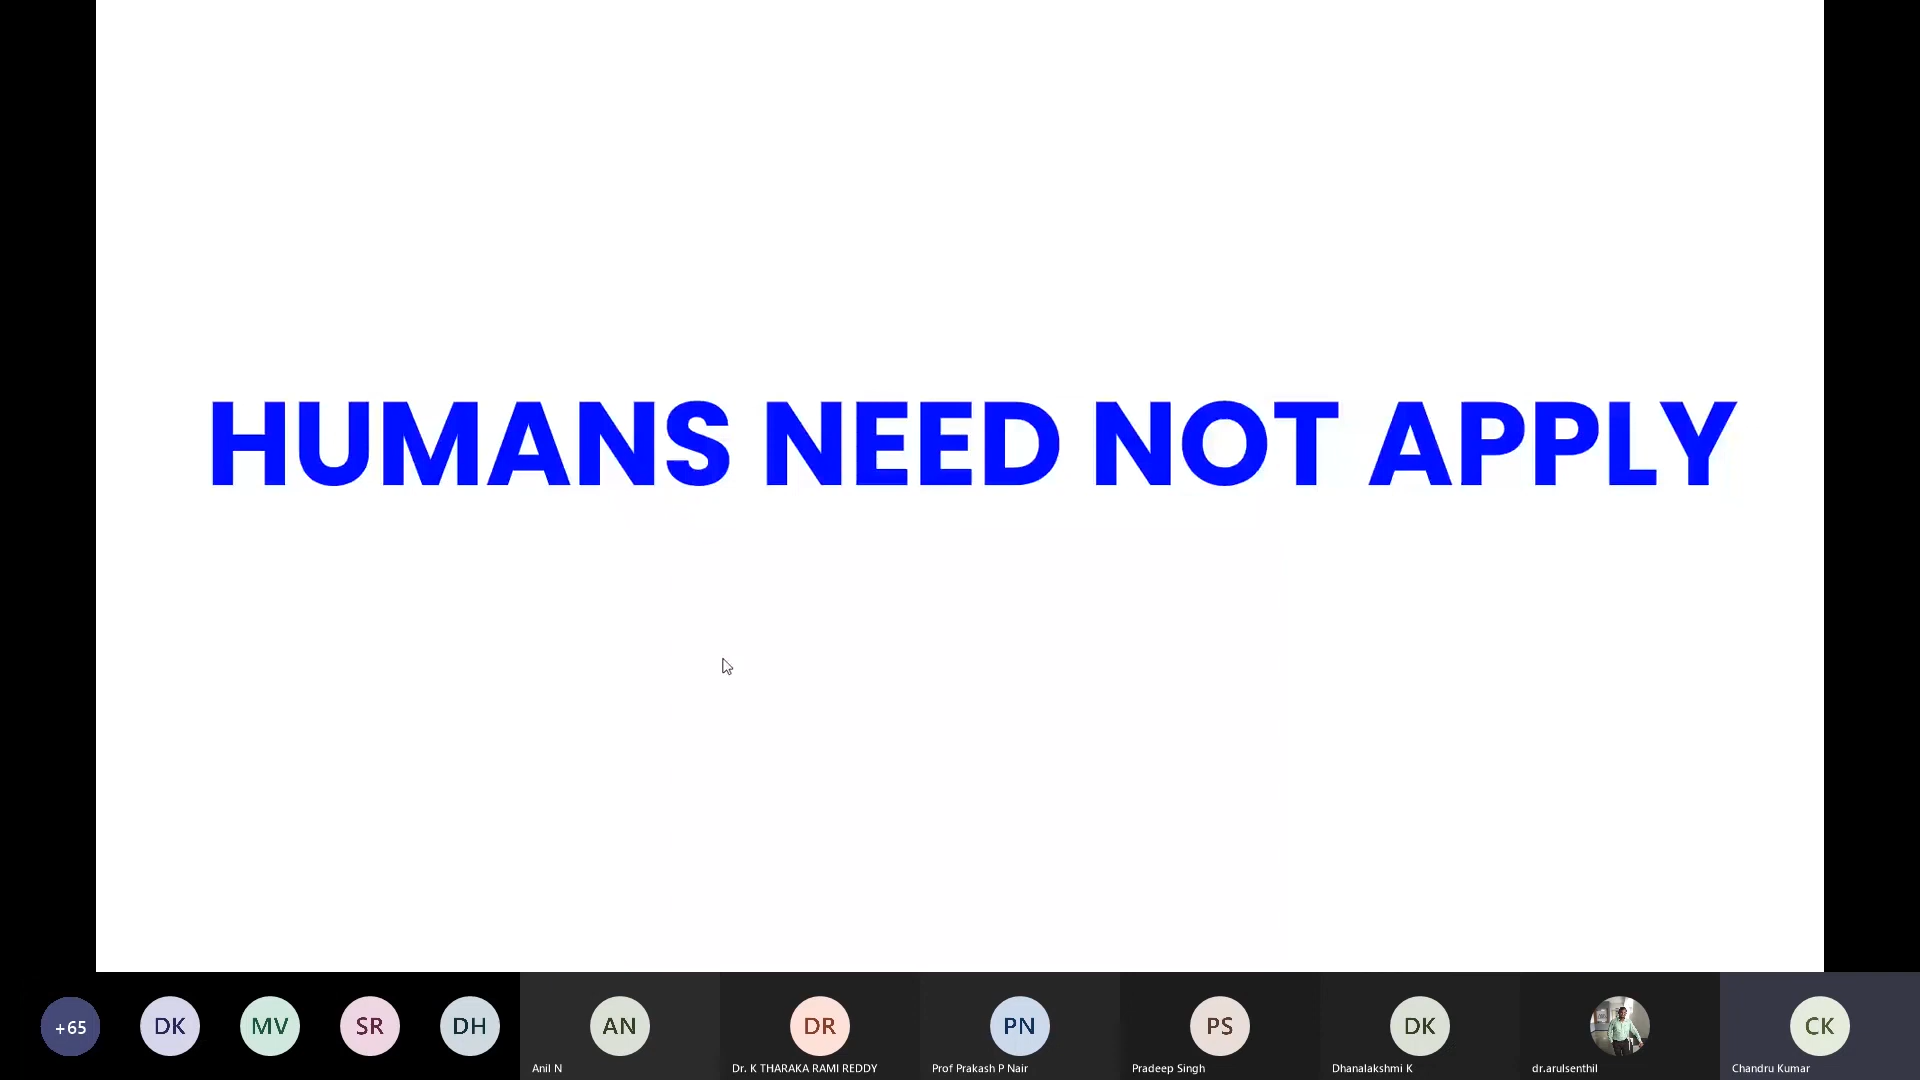 HUMANS NEED NOT APPLY
+65
DK
MV
SR
DH
AN
DR
PN
PS
DK
CK
Anil N
Dr. K THARAKA RAMI REDDY
Prof Prakash P Nair
Pradeep Singh
Dhanalakshmi K
dr.arulsenthil
Chandru Kumar